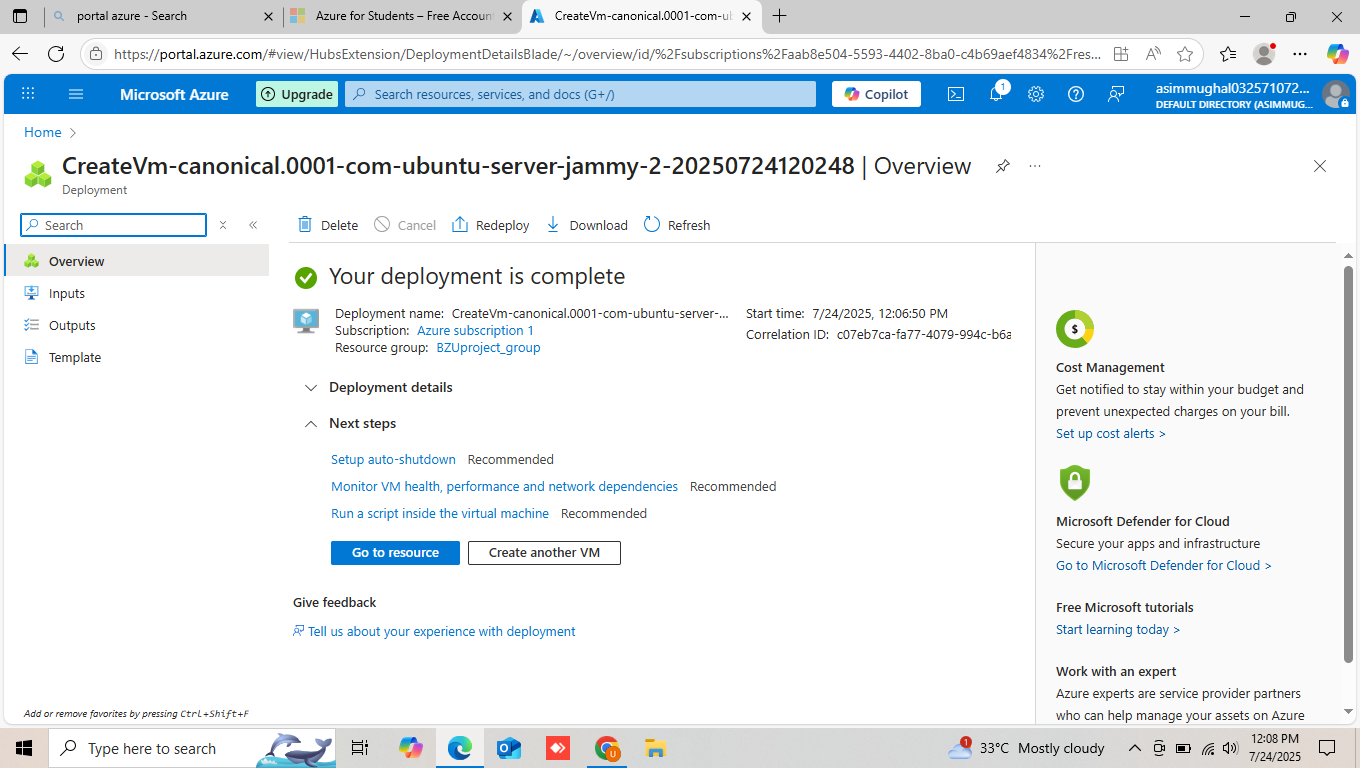 portal azure - Search
Azure for Students – Free Account
CreateVm-canonical.0001-com-ub
https://portal.azure.com/#view/HubsExtension/DeploymentDetailsBlade/~/overview/id/%2Fsubscriptions%2Faab8e504-5593-4402-8ba0-c4b69aef4834%2Fres...
Microsoft Azure
Upgrade
Search resources, services, and docs (G+/)
Copilot
1
asimmughal032571072...
DEFAULT DIRECTORY (ASIMMUG...
Home
CreateVm-canonical.0001-com-ubuntu-server-jammy-2-20250724120248 | Overview
Deployment
Search
Delete
Cancel
Redeploy
Download
Refresh
Overview
Inputs
Outputs
Template
Your deployment is complete
Deployment name: CreateVm-canonical.0001-com-ubuntu-server-...
Subscription: Azure subscription 1
Resource group: BZUproject_group
Start time: 7/24/2025, 12:06:50 PM
Correlation ID: c07eb7ca-fa77-4079-994c-b6a
Deployment details
Next steps
Setup auto-shutdown Recommended
Monitor VM health, performance and network dependencies Recommended
Run a script inside the virtual machine Recommended
Go to resource
Create another VM
Give feedback
Tell us about your experience with deployment
$
Cost Management
Get notified to stay within your budget and
prevent unexpected charges on your bill.
Set up cost alerts >
Microsoft Defender for Cloud
Secure your apps and infrastructure
Go to Microsoft Defender for Cloud >
Free Microsoft tutorials
Start learning today >
Work with an expert
Azure experts are service provider partners
who can help manage your assets on Azure
Add or remove favorites by pressing Ctrl+Shift+F
Type here to search
U
1
33°C Mostly cloudy
12:08 PM
7/24/2025